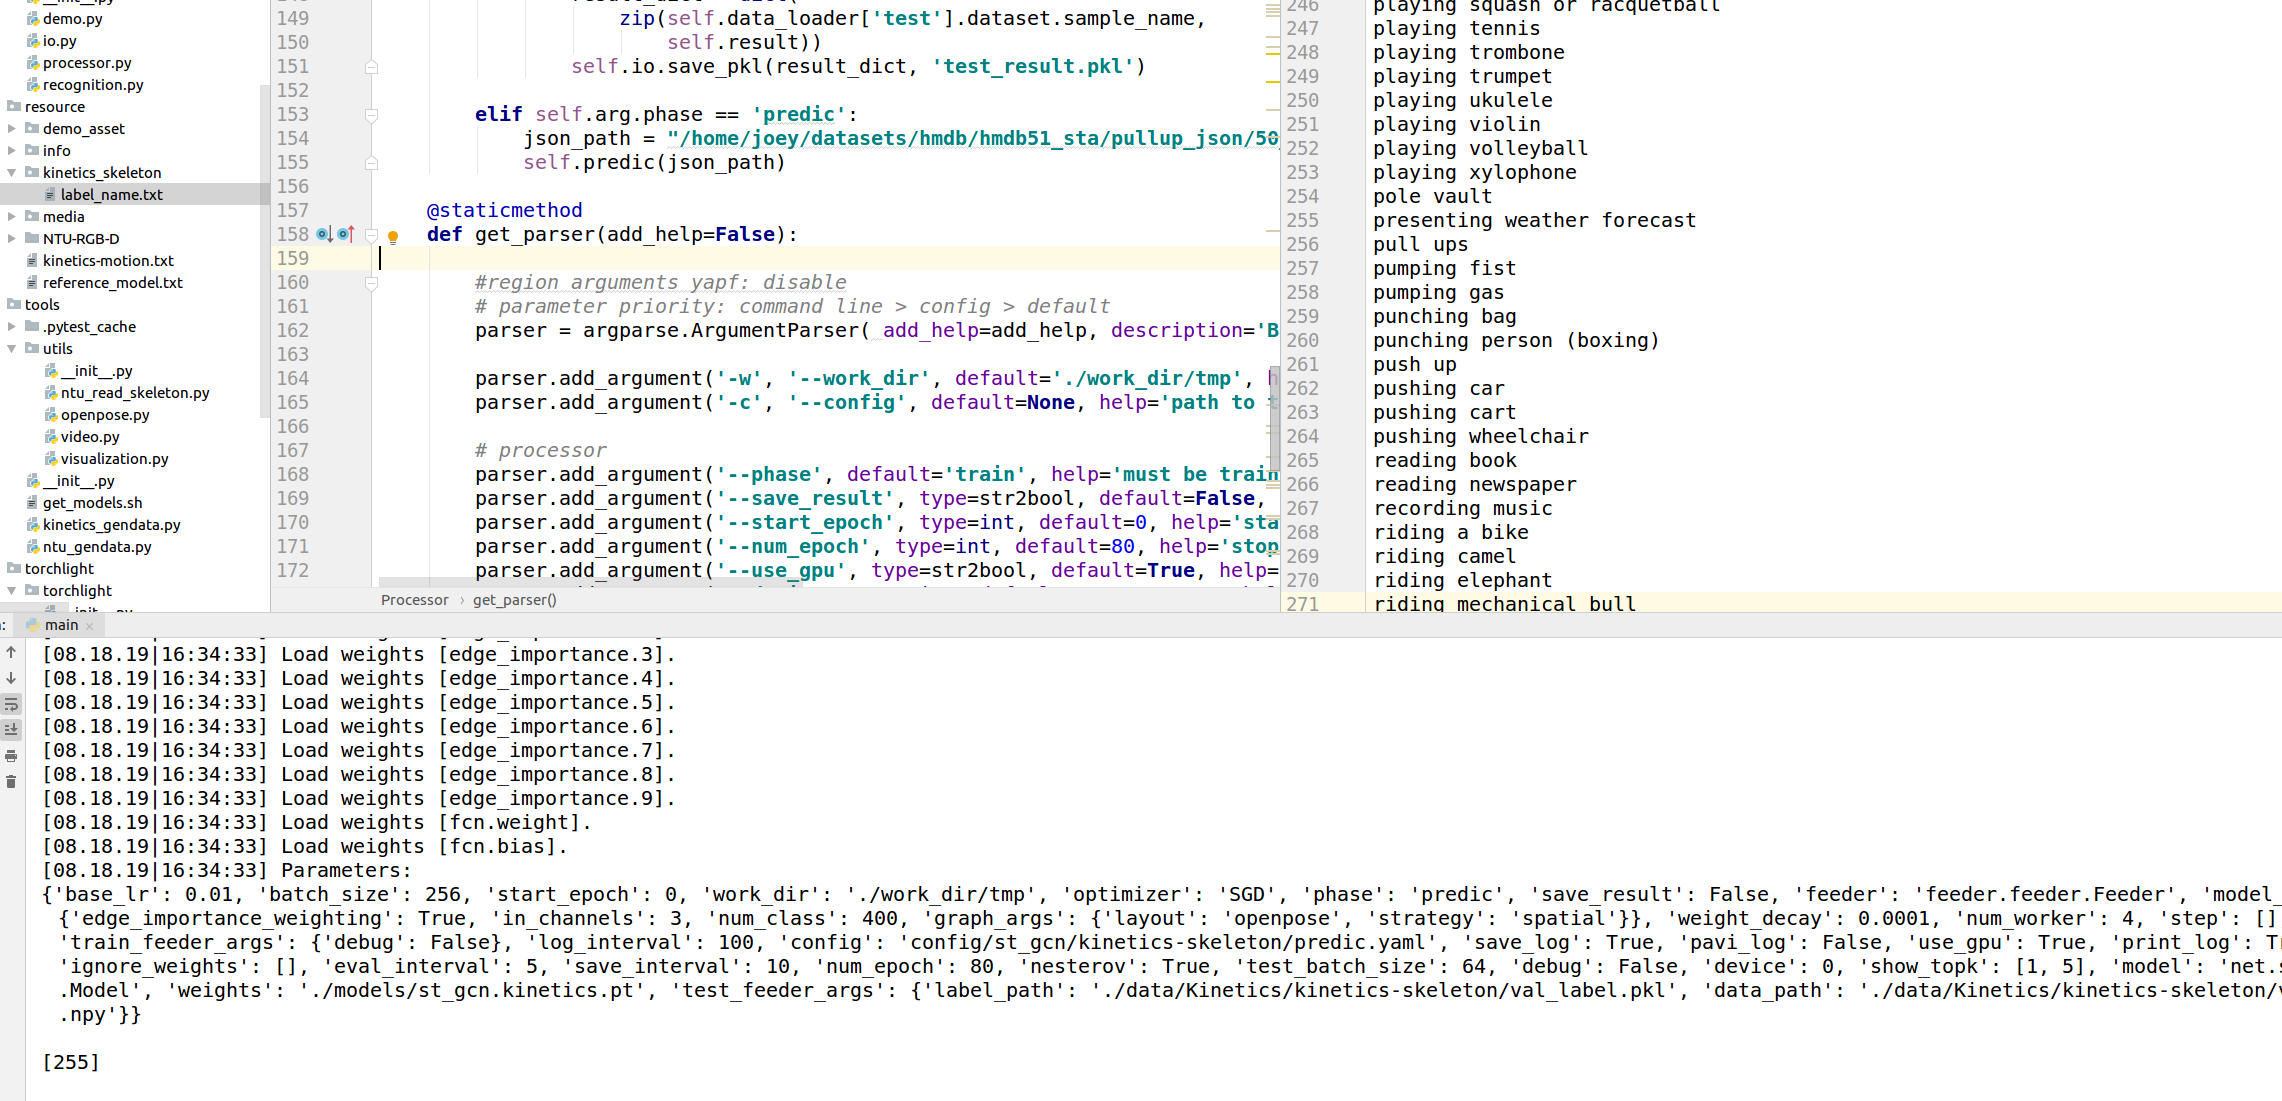 demo.py
io.py
processor.py
recognition.py
resource
demo_asset
info
kinetics_skeleton
label_name.txt
media
NTU-RGB-D
kinetics-motion.txt
reference_model.txt
tools
.pytest_cache
utils
__init__.py
ntu_read_skeleton.py
openpose.py
video.py
visualization.py
__init__.py
get_models.sh
kinetics_gendata.py
ntu_gendata.py
torchlight
torchlight
__init__.py
149 zip(self.data_loader['test'].dataset.sample_name,
150 self.result))
151 self.io.save_pkl(result_dict, 'test_result.pkl')
152
153 elif self.arg.phase == 'predic':
154 json_path = "/home/joey/datasets/hmdb/hmdb51_sta/pullup_json/50
155 self.predic(json_path)
156
157 @staticmethod
158 def get_parser(add_help=False):
159
160 #region arguments yapf: disable
161 # parameter priority: command line > config > default
162 parser = argparse.ArgumentParser( add_help=add_help, description='B
163
164 parser.add_argument('-w', '--work_dir', default='./work_dir/tmp', h
165 parser.add_argument('-c', '--config', default=None, help='path to t
166
167 # processor
168 parser.add_argument('--phase', default='train', help='must be train
169 parser.add_argument('--save_result', type=str2bool, default=False,
170 parser.add_argument('--start_epoch', type=int, default=0, help='sta
171 parser.add_argument('--num_epoch', type=int, default=80, help='stop
172 parser.add_argument('--use_gpu', type=str2bool, default=True, help=
Processor › get_parser()
246 playing squash or racquetball
247 playing tennis
248 playing trombone
249 playing trumpet
250 playing ukulele
251 playing violin
252 playing volleyball
253 playing xylophone
254 pole vault
255 presenting weather forecast
256 pull ups
257 pumping fist
258 pumping gas
259 punching bag
260 punching person (boxing)
261 push up
262 pushing car
263 pushing cart
264 pushing wheelchair
265 reading book
266 reading newspaper
267 recording music
268 riding a bike
269 riding camel
270 riding elephant
271 riding mechanical bull
main
[08.18.19|16:34:33] Load weights [edge_importance.3].
[08.18.19|16:34:33] Load weights [edge_importance.4].
[08.18.19|16:34:33] Load weights [edge_importance.5].
[08.18.19|16:34:33] Load weights [edge_importance.6].
[08.18.19|16:34:33] Load weights [edge_importance.7].
[08.18.19|16:34:33] Load weights [edge_importance.8].
[08.18.19|16:34:33] Load weights [edge_importance.9].
[08.18.19|16:34:33] Load weights [fcn.weight].
[08.18.19|16:34:33] Load weights [fcn.bias].
[08.18.19|16:34:33] Parameters:
{'base_lr': 0.01, 'batch_size': 256, 'start_epoch': 0, 'work_dir': './work_dir/tmp', 'optimizer': 'SGD', 'phase': 'predic', 'save_result': False, 'feeder': 'feeder.feeder.Feeder', 'model_
{'edge_importance_weighting': True, 'in_channels': 3, 'num_class': 400, 'graph_args': {'layout': 'openpose', 'strategy': 'spatial'}}, 'weight_decay': 0.0001, 'num_worker': 4, 'step': []
'train_feeder_args': {'debug': False}, 'log_interval': 100, 'config': 'config/st_gcn/kinetics-skeleton/predic.yaml', 'save_log': True, 'pavi_log': False, 'use_gpu': True, 'print_log': Tr
'ignore_weights': [], 'eval_interval': 5, 'save_interval': 10, 'num_epoch': 80, 'nesterov': True, 'test_batch_size': 64, 'debug': False, 'device': 0, 'show_topk': [1, 5], 'model': 'net.s
.Model', 'weights': './models/st_gcn.kinetics.pt', 'test_feeder_args': {'label_path': './data/Kinetics/kinetics-skeleton/val_label.pkl', 'data_path': './data/Kinetics/kinetics-skeleton/v
.npy'}}
[255]